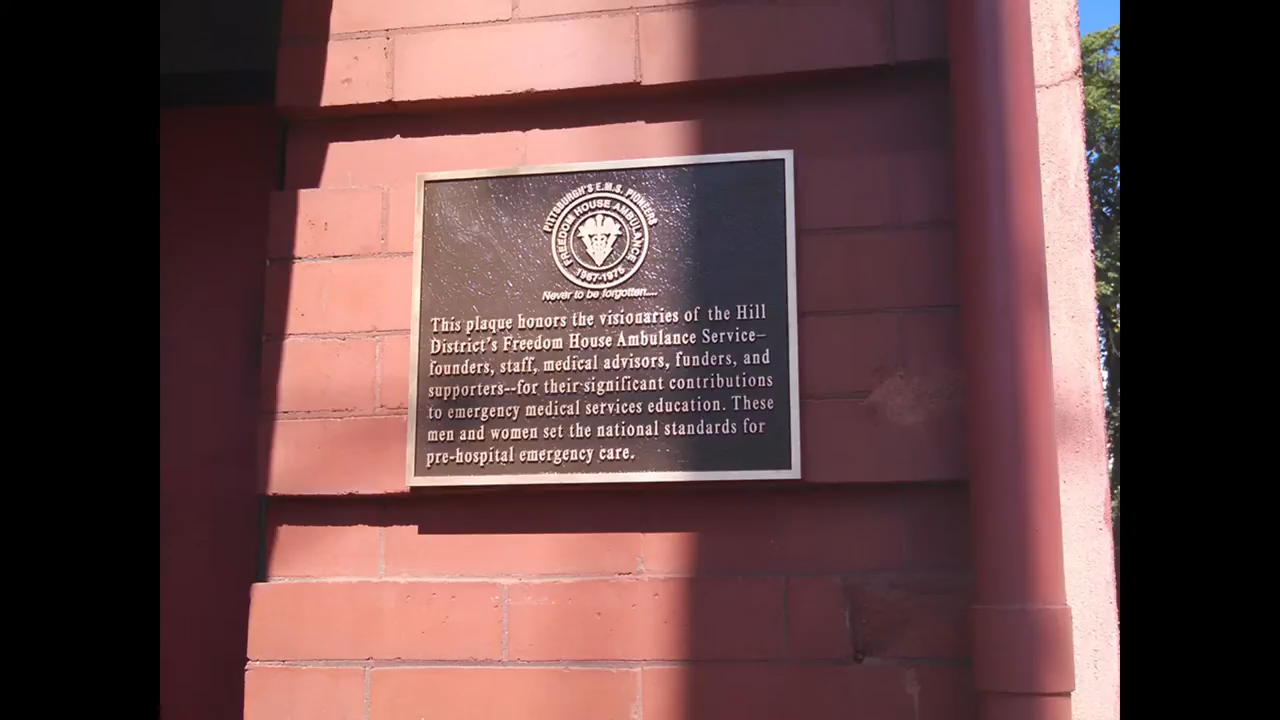 PITTSBURGH'S E.M.S. PIONEERS
FREEDOM HOUSE AMBULANCE
1967-1975
Never to be forgotten....
This plaque honors the visionaries of the Hill
District's Freedom House Ambulance Service–
founders, staff, medical advisors, funders, and
supporters--for their significant contributions
to emergency medical services education. These
men and women set the national standards for
pre-hospital emergency care.